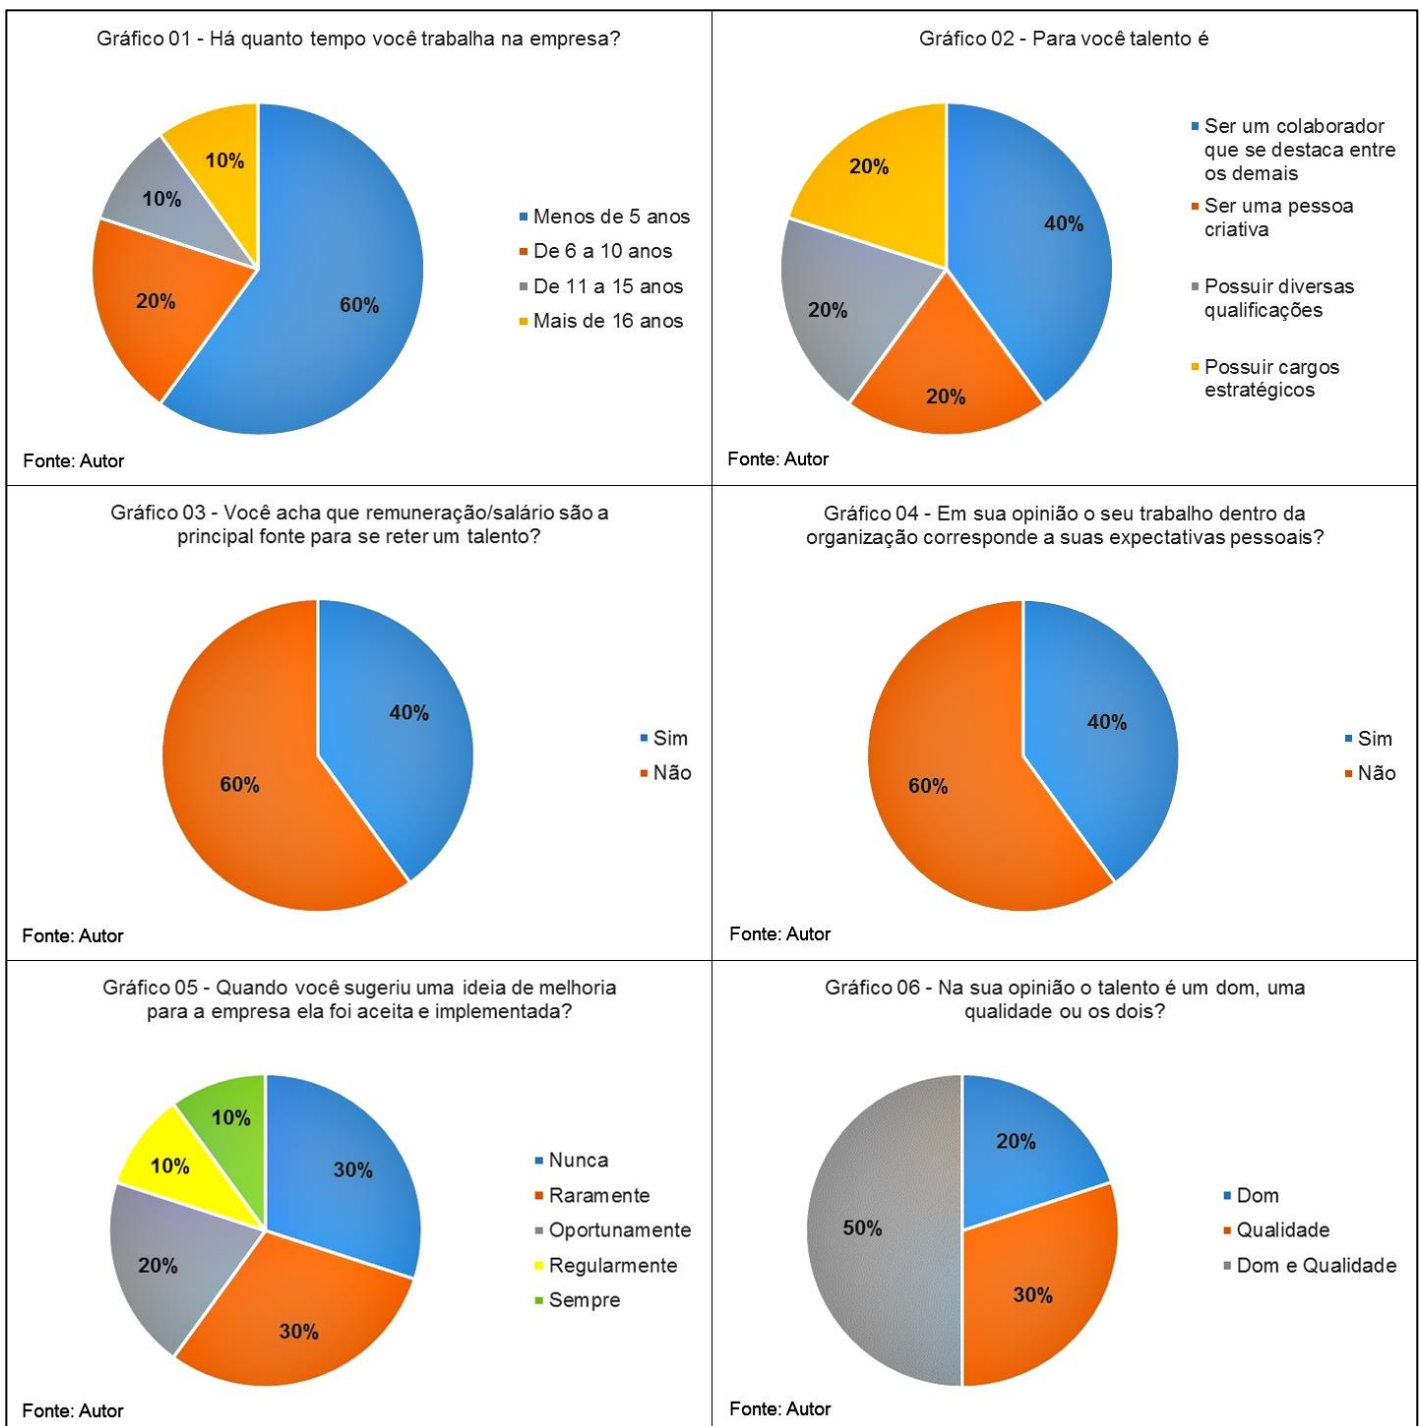 Gráfico 01 - Há quanto tempo você trabalha na empresa?
10%
10%
20%
60%
Menos de 5 anos
De 6 a 10 anos
De 11 a 15 anos
Mais de 16 anos
Fonte: Autor
Gráfico 02 - Para você talento é
20%
40%
20%
20%
Ser um colaborador
que se destaca entre
os demais
Ser uma pessoa
criativa
Possuir diversas
qualificações
Possuir cargos
estratégicos
Fonte: Autor
Gráfico 03 - Você acha que remuneração/salário são a
principal fonte para se reter um talento?
40%
60%
Sim
Não
Fonte: Autor
Gráfico 04 - Em sua opinião o seu trabalho dentro da
organização corresponde a suas expectativas pessoais?
40%
60%
Sim
Não
Fonte: Autor
Gráfico 05 - Quando você sugeriu uma ideia de melhoria
para a empresa ela foi aceita e implementada?
10%
10%
30%
20%
30%
Nunca
Raramente
Oportunamente
Regularmente
Sempre
Fonte: Autor
Gráfico 06 - Na sua opinião o talento é um dom, uma
qualidade ou os dois?
20%
50%
30%
Dom
Qualidade
Dom e Qualidade
Fonte: Autor